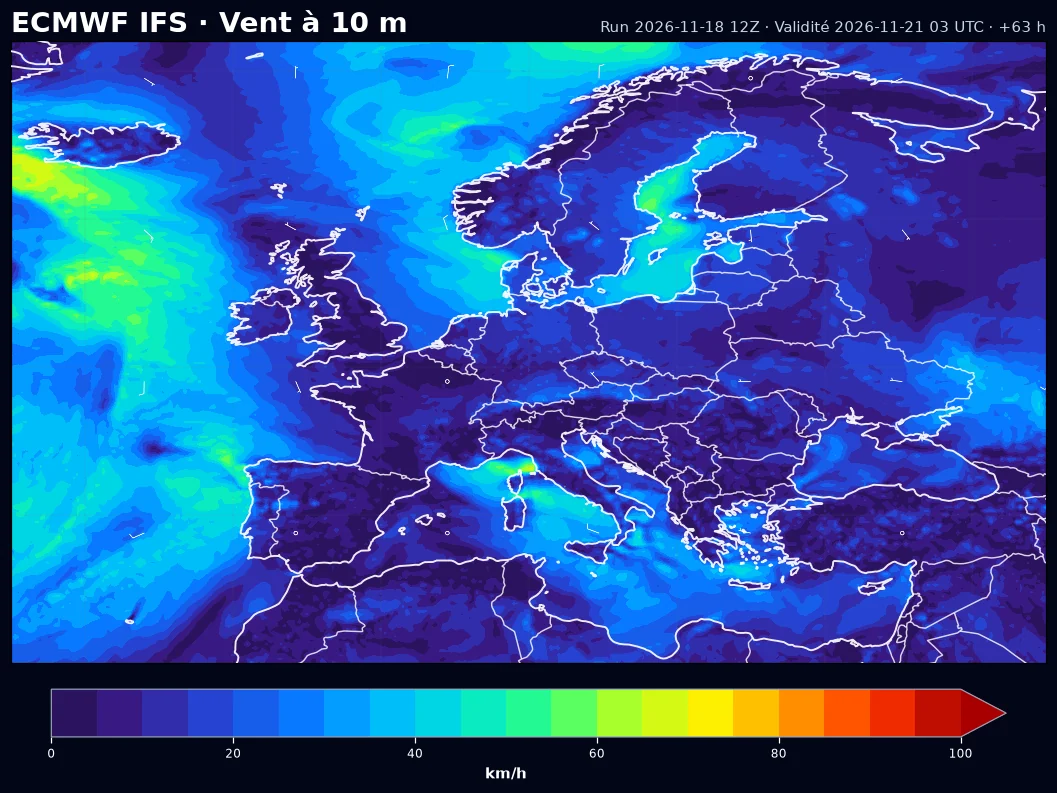 ECMWF IFS · Vent à 10 m
Run 2026-11-18 12Z · Validité 2026-11-21 03 UTC · +63 h
0 20 40 60 80 100
km/h